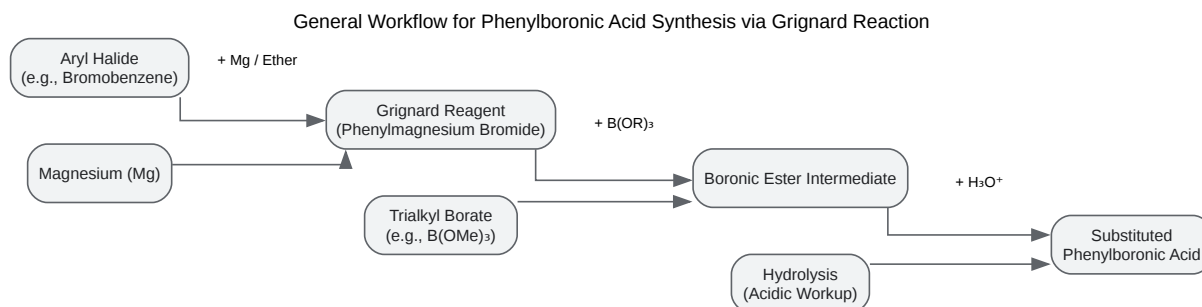 General Workflow for Phenylboronic Acid Synthesis via Grignard Reaction
Aryl Halide
(e.g., Bromobenzene)
+ Mg / Ether
Magnesium (Mg)
Grignard Reagent
(Phenylmagnesium Bromide)
+ B(OR)₃
Trialkyl Borate
(e.g., B(OMe)₃)
Boronic Ester Intermediate
+ H₃O⁺
Hydrolysis
(Acidic Workup)
Substituted
Phenylboronic Acid